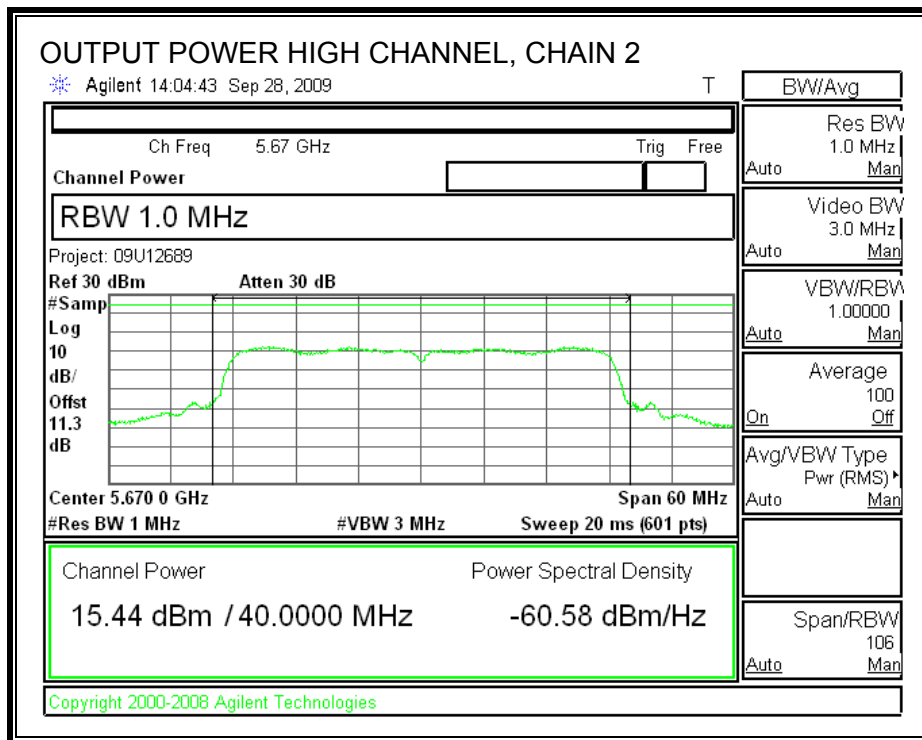 OUTPUT POWER HIGH CHANNEL, CHAIN 2
Agilent 14:04:43 Sep 28, 2009 T
Ch Freq 5.67 GHz Trig Free
Channel Power
RBW 1.0 MHz
Project: 09U12689
Ref 30 dBm Atten 30 dB
#Samp
Log
10
dB/
Offst
11.3
dB
Center 5.670 0 GHz Span 60 MHz
#Res BW 1 MHz #VBW 3 MHz Sweep 20 ms (601 pts)
Channel Power Power Spectral Density
15.44 dBm / 40.0000 MHz -60.58 dBm/Hz
Copyright 2000-2008 Agilent Technologies
BW/Avg
Res BW
1.0 MHz
Auto Man
Video BW
3.0 MHz
Auto Man
VBW/RBW
1.00000
Auto Man
Average
100
On Off
Avg/VBW Type
Pwr (RMS)
Auto Man
Span/RBW
106
Auto Man